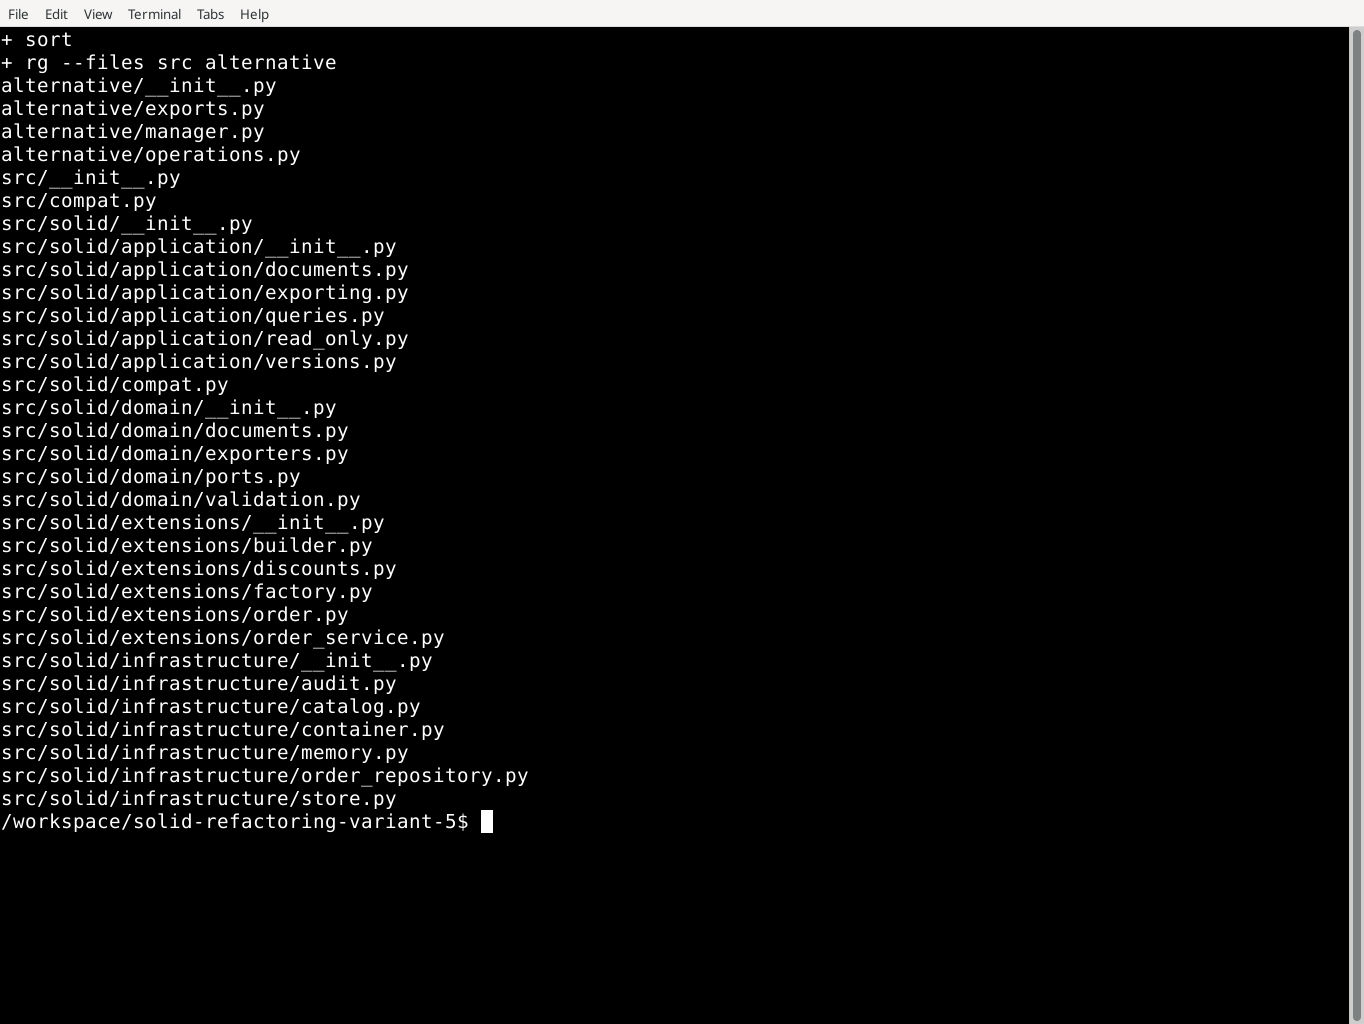 File Edit View Terminal Tabs Help
+ sort
+ rg --files src alternative
alternative/__init__.py
alternative/exports.py
alternative/manager.py
alternative/operations.py
src/__init__.py
src/compat.py
src/solid/__init__.py
src/solid/application/__init__.py
src/solid/application/documents.py
src/solid/application/exporting.py
src/solid/application/queries.py
src/solid/application/read_only.py
src/solid/application/versions.py
src/solid/compat.py
src/solid/domain/__init__.py
src/solid/domain/documents.py
src/solid/domain/exporters.py
src/solid/domain/ports.py
src/solid/domain/validation.py
src/solid/extensions/__init__.py
src/solid/extensions/builder.py
src/solid/extensions/discounts.py
src/solid/extensions/factory.py
src/solid/extensions/order.py
src/solid/extensions/order_service.py
src/solid/infrastructure/__init__.py
src/solid/infrastructure/audit.py
src/solid/infrastructure/catalog.py
src/solid/infrastructure/container.py
src/solid/infrastructure/memory.py
src/solid/infrastructure/order_repository.py
src/solid/infrastructure/store.py
/workspace/solid-refactoring-variant-5$